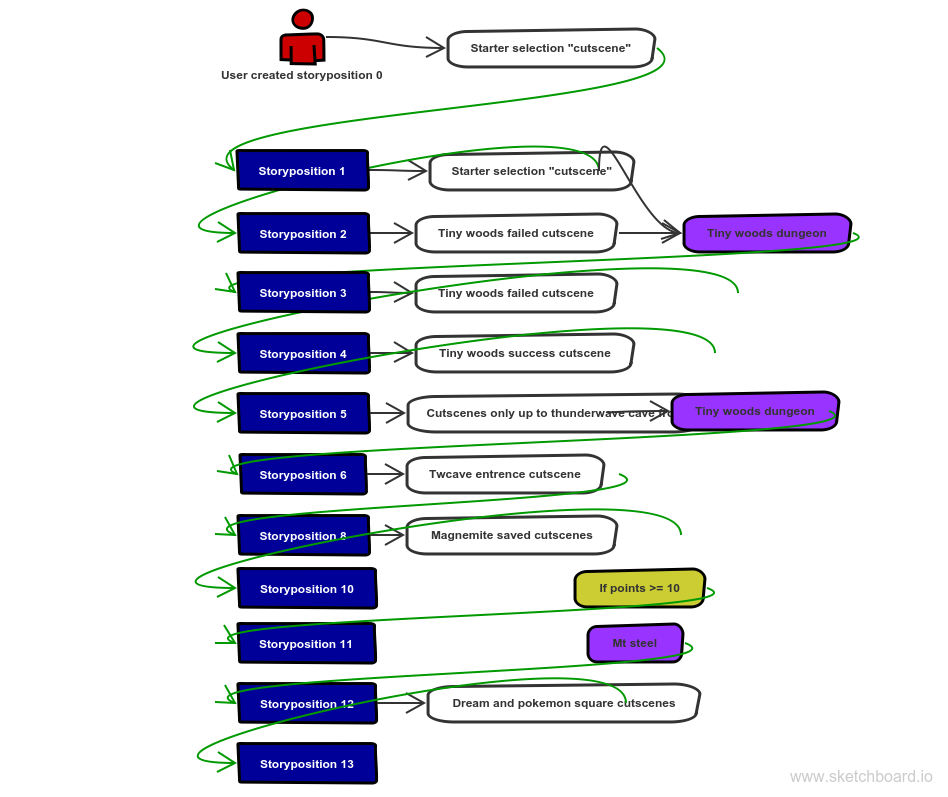 Starter selection "cutscene"
User created storyposition 0
Storyposition 1
Starter selection "cutscene"
Storyposition 2
Tiny woods failed cutscene
Tiny woods dungeon
Storyposition 3
Tiny woods failed cutscene
Storyposition 4
Tiny woods success cutscene
Storyposition 5
Cutscenes only up to thunderwave cave
Tiny woods dungeon
Storyposition 6
Twcave entrence cutscene
Storyposition 8
Magnemite saved cutscenes
Storyposition 10
If points >= 10
Storyposition 11
Mt steel
Storyposition 12
Dream and pokemon square cutscenes
Storyposition 13
www.sketchboard.io